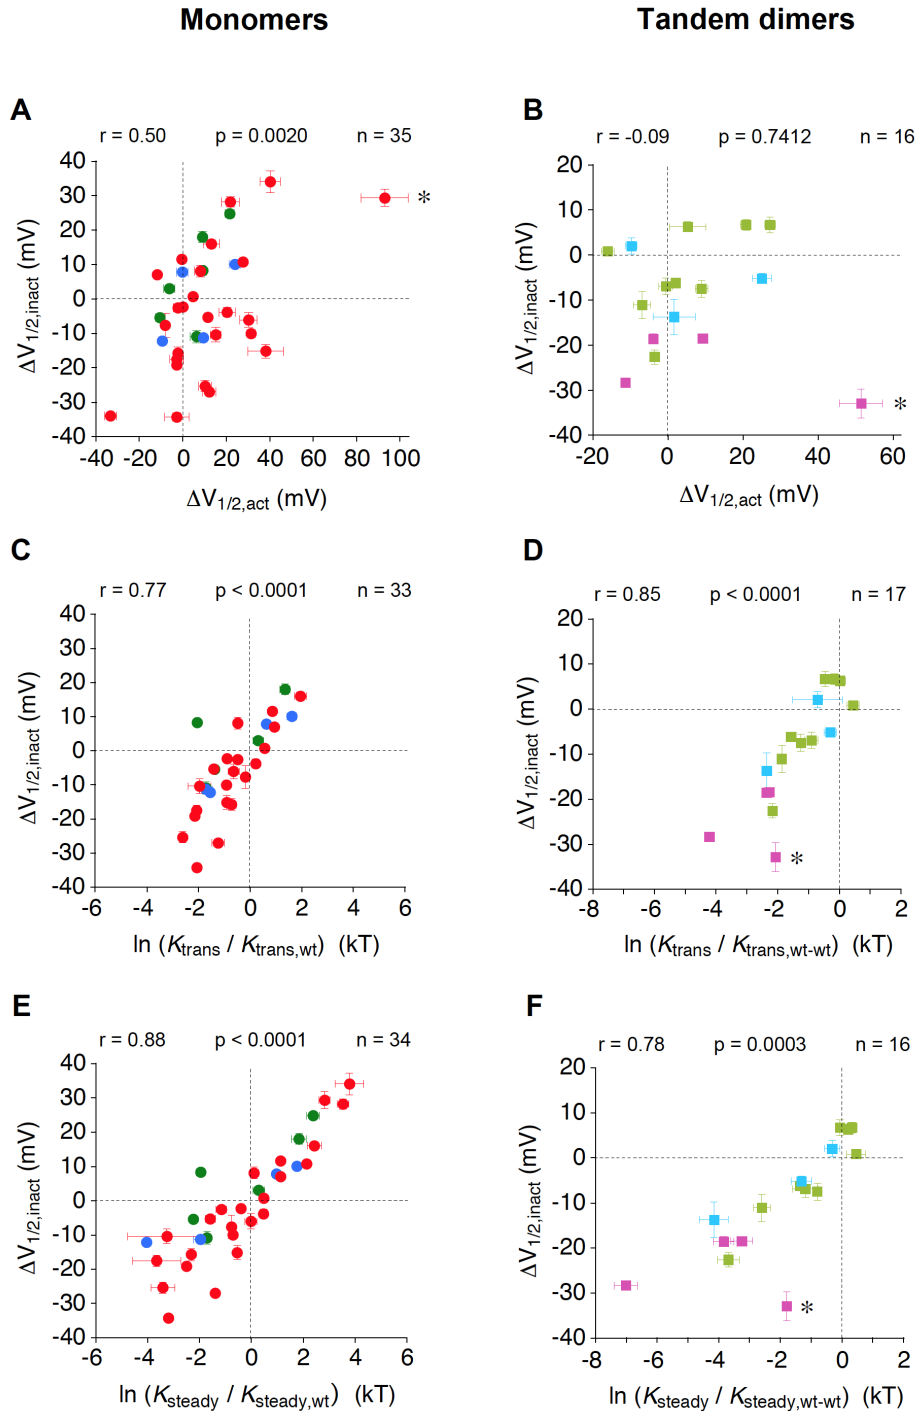 Monomers
Tandem dimers
A
r = 0.50 p = 0.0020 n = 35
40
30
20
10
0
-10
-20
-30
-40
*
ΔV1/2,inact (mV)
-40 -20 0 20 40 60 80 100
ΔV1/2,act (mV)
B
r = -0.09 p = 0.7412 n = 16
20
10
0
-10
-20
-30
-40
*
ΔV1/2,inact (mV)
-20 0 20 40 60
ΔV1/2,act (mV)
C
r = 0.77 p < 0.0001 n = 33
40
30
20
10
0
-10
-20
-30
-40
ΔV1/2,inact (mV)
-6 -4 -2 0 2 4 6
ln (Ktrans / Ktrans,wt) (kT)
D
r = 0.85 p < 0.0001 n = 17
20
10
0
-10
-20
-30
-40
*
ΔV1/2,inact (mV)
-8 -6 -4 -2 0 2
ln (Ktrans / Ktrans,wt-wt) (kT)
E
r = 0.88 p < 0.0001 n = 34
40
30
20
10
0
-10
-20
-30
-40
ΔV1/2,inact (mV)
-6 -4 -2 0 2 4 6
ln (Ksteady / Ksteady,wt) (kT)
F
r = 0.78 p = 0.0003 n = 16
20
10
0
-10
-20
-30
-40
*
ΔV1/2,inact (mV)
-8 -6 -4 -2 0 2
ln (Ksteady / Ksteady,wt-wt) (kT)